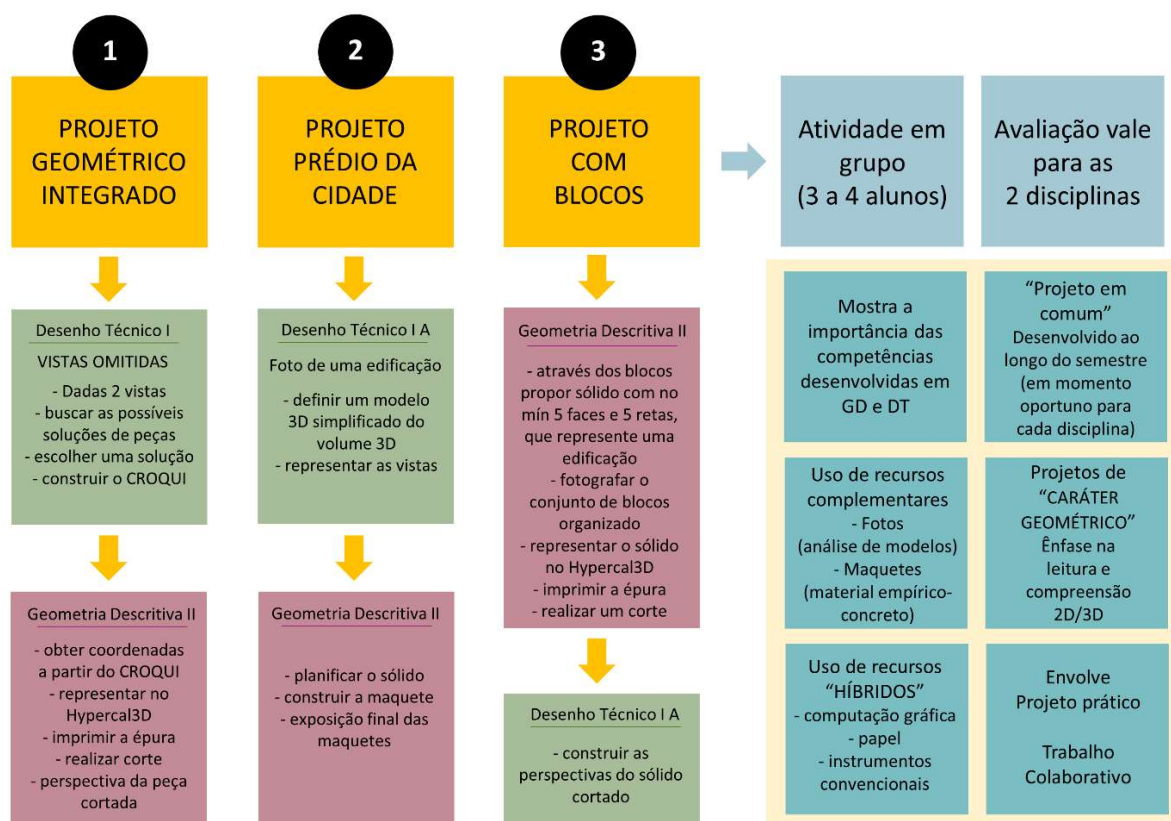 1
PROJETO
GEOMÉTRICO
INTEGRADO
Desenho Técnico I
VISTAS OMITIDAS
- Dadas 2 vistas
- buscar as possíveis
soluções de peças
- escolher uma solução
- construir o CROQUI
Geometria Descritiva II
- obter coordenadas
a partir do CROQUI
- representar no
Hypercal3D
- imprimir a épura
- realizar corte
- perspectiva da peça
cortada
2
PROJETO
PRÉDIO DA
CIDADE
Desenho Técnico I A
Foto de uma edificação
- definir um modelo
3D simplificado do
volume 3D
- representar as vistas
Geometria Descritiva II
- planificar o sólido
- construir a maquete
- exposição final das
maquetes
3
PROJETO
COM
BLOCOS
Geometria Descritiva II
- através dos blocos
propor sólido com no
mín 5 faces e 5 retas,
que represente uma
edificação
- fotografar o
conjunto de blocos
organizado
- representar o sólido
no Hypercal3D
- imprimir a épura
- realizar um corte
Desenho Técnico I A
- construir as
perspectivas do sólido
cortado
Atividade em
grupo
(3 a 4 alunos)
Avaliação vale
para as
2 disciplinas
Mostra a
importância das
competências
desenvolvidas em
GD e DT
“Projeto em
comum”
Desenvolvido ao
longo do semestre
(em momento
oportuno para
cada disciplina)
Uso de recursos
complementares
- Fotos
(análise de modelos)
- Maquetes
(material empírico-
concreto)
Projetos de
“CARÁTER
GEOMÉTRICO”
Ênfase na
leitura e
compreensão
2D/3D
Uso de recursos
“HÍBRIDOS”
- computação gráfica
- papel
- instrumentos
convencionais
Envolve
Projeto prático
Trabalho
Colaborativo